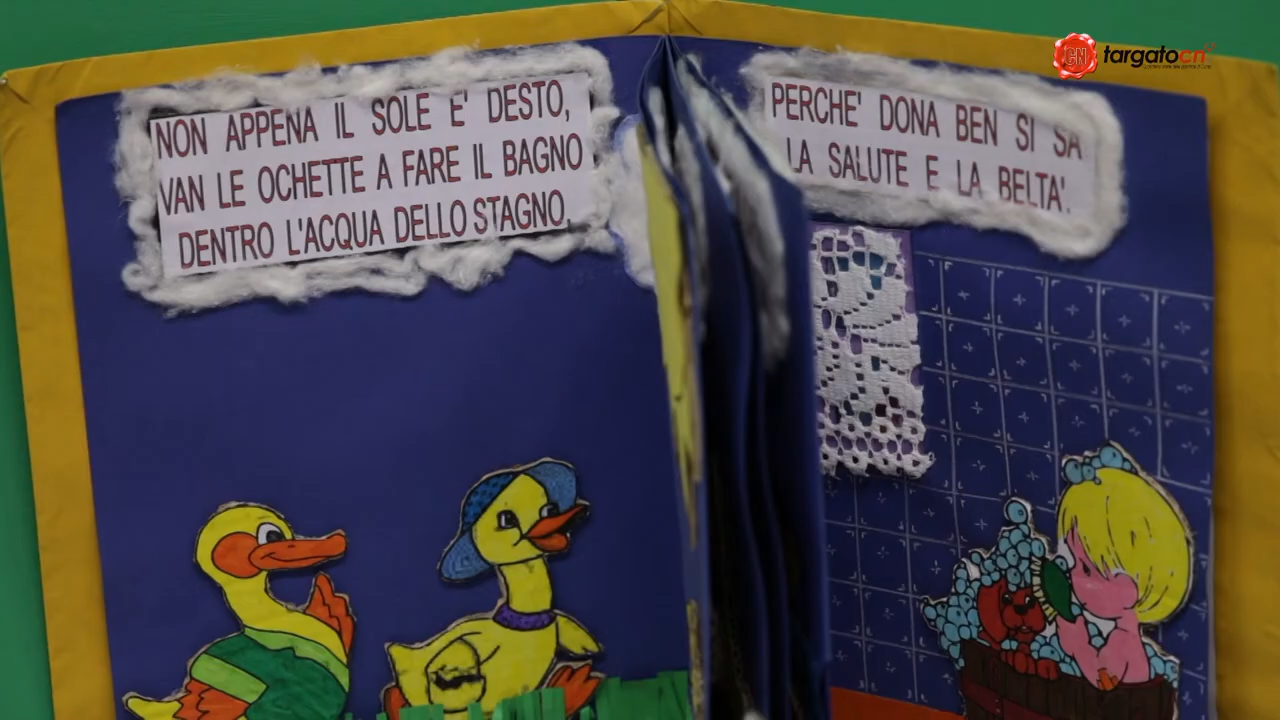 NON APPENA IL SOLE E' DESTO,
VAN LE OCHETTE A FARE IL BAGNO
DENTRO L'ACQUA DELLO STAGNO,
PERCHE' DONA BEN SI SA
LA SALUTE E LA BELTA'.
CN targatocn